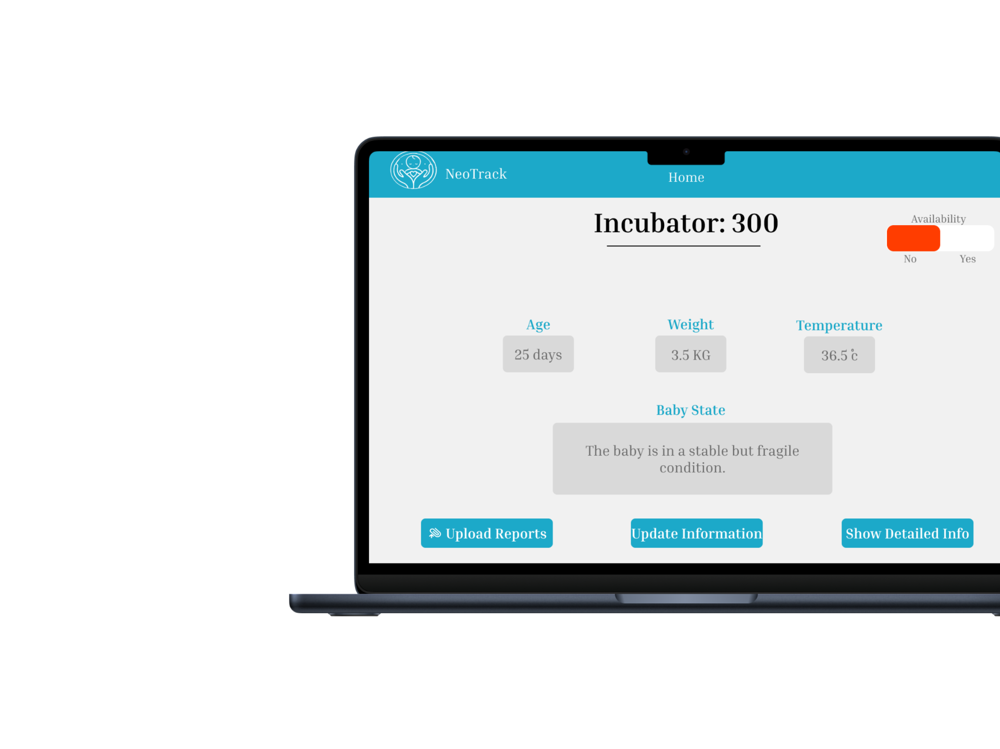 NeoTrack
Home
Incubator: 300
Availability
No
Yes
Age
Weight
Temperature
25 days
3.5 KG
36.5 c̊
Baby State
The baby is in a stable but fragile
condition.
Upload Reports
Update Information
Show Detailed Info